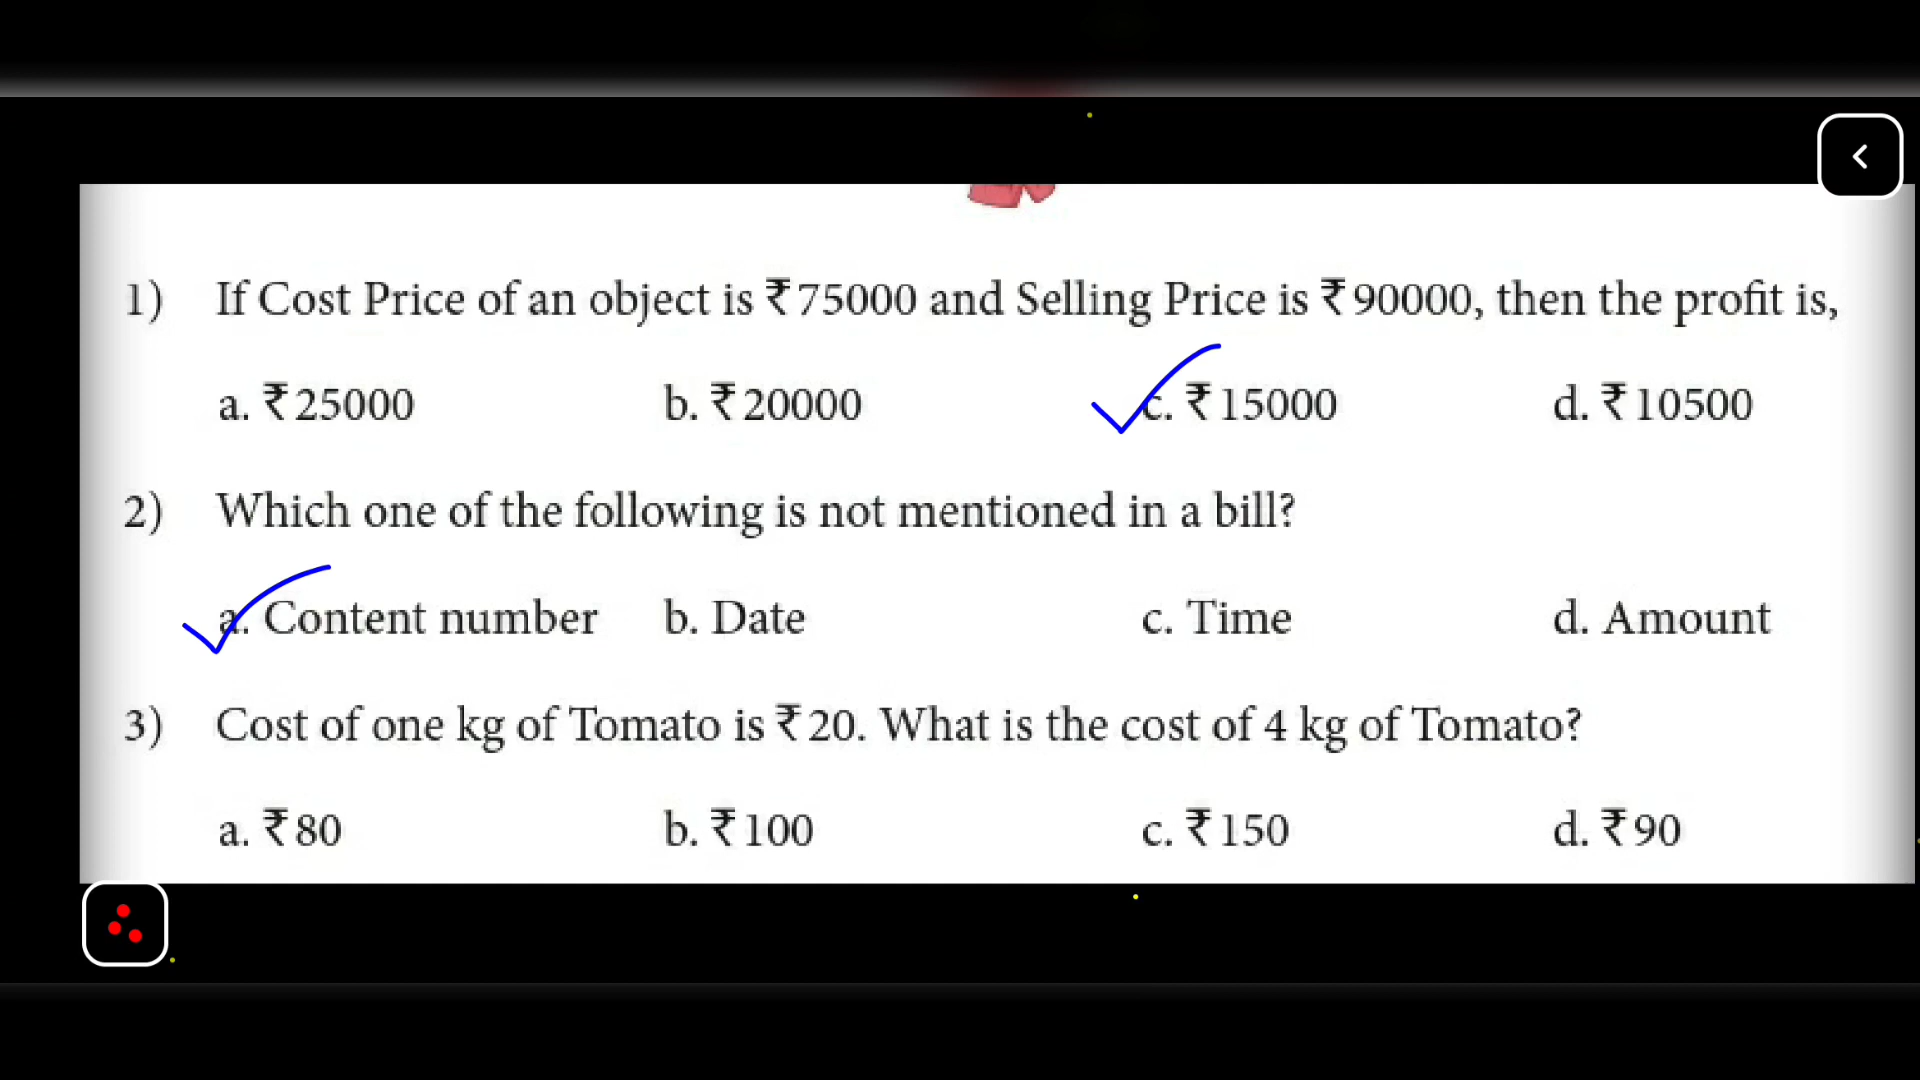 1) If Cost Price of an object is ₹75000 and Selling Price is ₹90000, then the profit is,
a. ₹25000 b. ₹20000 c. ₹15000 d. ₹10500
2) Which one of the following is not mentioned in a bill?
a. Content number b. Date c. Time d. Amount
3) Cost of one kg of Tomato is ₹20. What is the cost of 4 kg of Tomato?
a. ₹80 b. ₹100 c. ₹150 d. ₹90